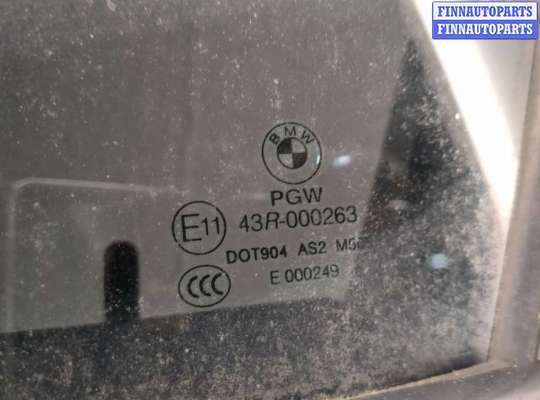 FINNAUTOPARTS
FINNAUTOPARTS
BMW
PGW
E11 43R-000263
DOT904 AS2
CCC E 000249